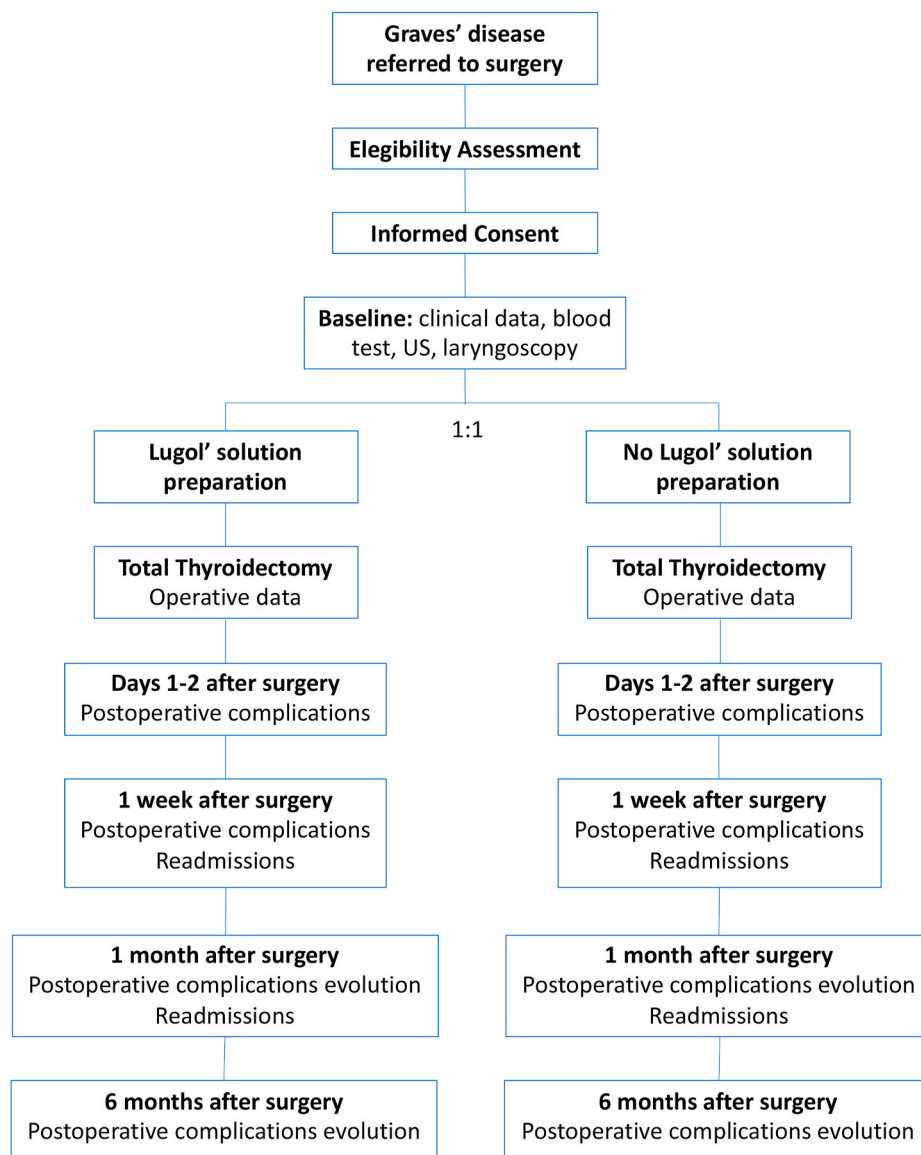 Graves’ disease
referred to surgery
Elegibility Assessment
Informed Consent
Baseline: clinical data, blood
test, US, laryngoscopy
1:1
Lugol’ solution
preparation
Total Thyroidectomy
Operative data
Days 1-2 after surgery
Postoperative complications
1 week after surgery
Postoperative complications
Readmissions
1 month after surgery
Postoperative complications evolution
Readmissions
6 months after surgery
Postoperative complications evolution
No Lugol’ solution
preparation
Total Thyroidectomy
Operative data
Days 1-2 after surgery
Postoperative complications
1 week after surgery
Postoperative complications
Readmissions
1 month after surgery
Postoperative complications evolution
Readmissions
6 months after surgery
Postoperative complications evolution